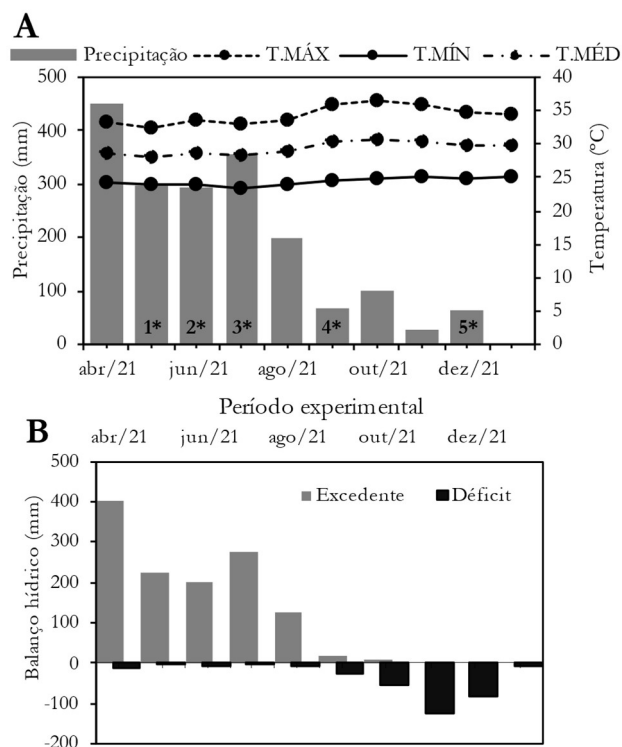 A
Precipitação T.MÁX T.MÍN T.MÉD
500 40
400 35
300 30
200 25
100 20
0 15
10
5
0
Precipitação (mm)
Temperatura (ºC)
1* 2* 3* 4* 5*
abr/21 jun/21 ago/21 out/21 dez/21
Período experimental
B
abr/21 jun/21 ago/21 out/21 dez/21
500
400
300
200
100
0
-100
-200
Balanço hídrico (mm)
Excedente Déficit